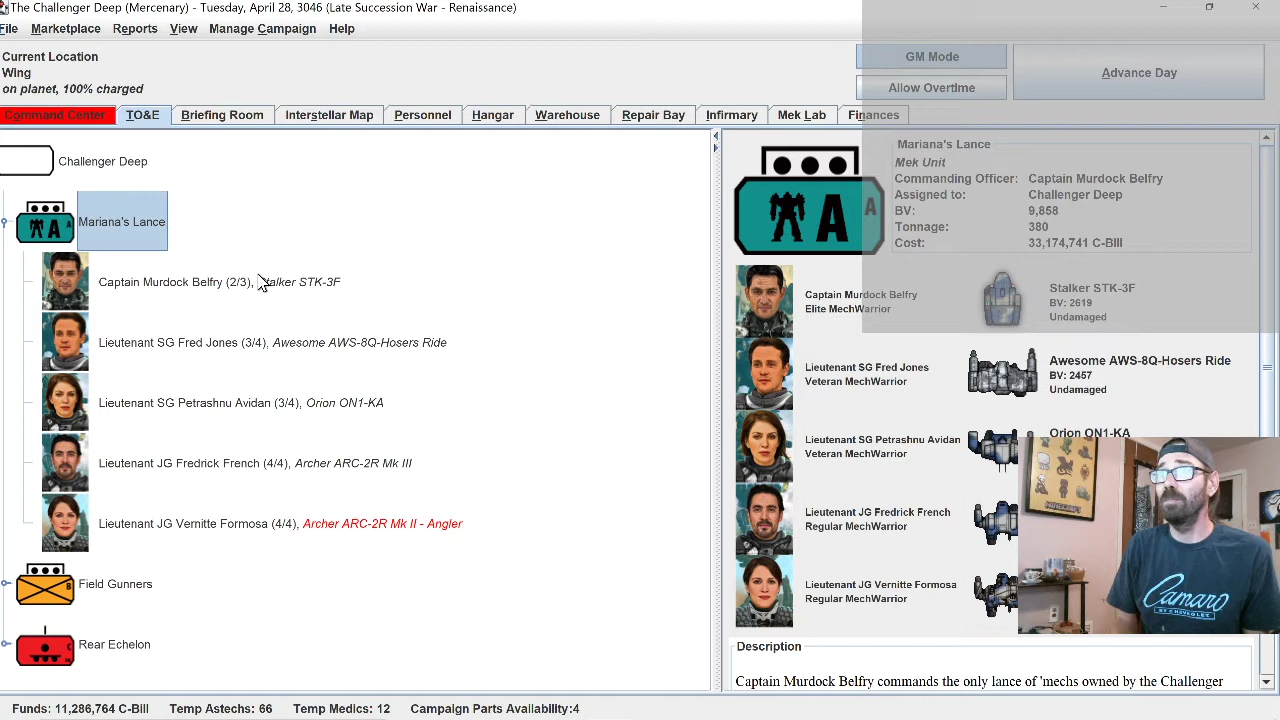 The Challenger Deep (Mercenary) - Tuesday, April 28, 3046 (Late Succession War - Renaissance)
File Marketplace Reports View Manage Campaign Help
Current Location
Wing
on planet, 100% charged
GM Mode
Allow Overtime
Advance Day
Command Center TO&E Briefing Room Interstellar Map Personnel Hangar Warehouse Repair Bay Infirmary Mek Lab Finances
Challenger Deep
A A Mariana's Lance
Captain Murdock Belfry (2/3), Stalker STK-3F
Lieutenant SG Fred Jones (3/4), Awesome AWS-8Q-Hosers Ride
Lieutenant SG Petrashnu Avidan (3/4), Orion ON1-KA
Lieutenant JG Fredrick French (4/4), Archer ARC-2R Mk III
Lieutenant JG Vernitte Formosa (4/4), Archer ARC-2R Mk II - Angler
Field Gunners
Rear Echelon
A A
Mariana's Lance
Mek Unit
Commanding Officer: Captain Murdock Belfry
Assigned to: Challenger Deep
BV: 9,858
Tonnage: 380
Cost: 33,174,741 C-Bill
Captain Murdock Belfry
Elite MechWarrior
Stalker STK-3F
BV: 2619
Undamaged
Lieutenant SG Fred Jones
Veteran MechWarrior
Awesome AWS-8Q-Hosers Ride
BV: 2457
Undamaged
Lieutenant SG Petrashnu Avidan
Veteran MechWarrior
Orion ON1-KA
Lieutenant JG Fredrick French
Regular MechWarrior
Lieutenant JG Vernitte Formosa
Regular MechWarrior
Camaro
BY CHEVROLET
Description
Captain Murdock Belfry commands the only lance of 'mechs owned by the Challenger
Funds: 11,286,764 C-Bill Temp Astechs: 66 Temp Medics: 12 Campaign Parts Availability:4